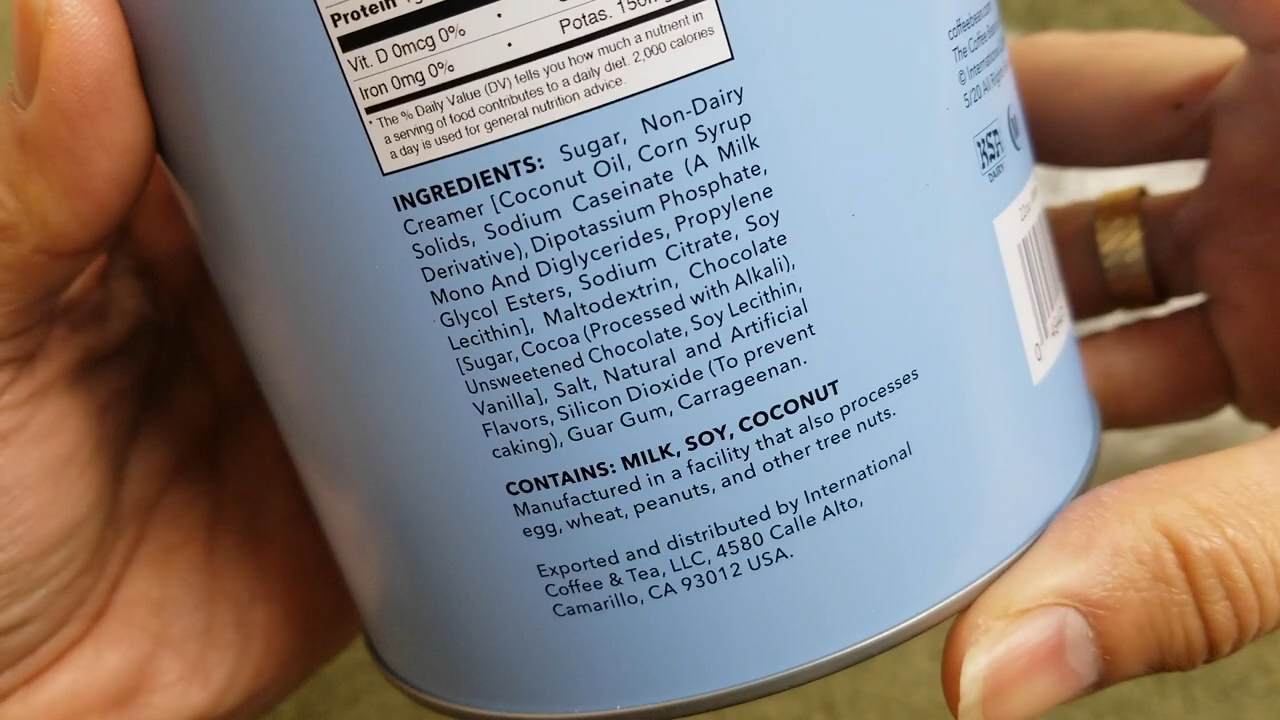 Protein
Vit. D 0mcg 0% •
Iron 0mg 0% • Potas.
* The % Daily Value (DV) tells you how much a nutrient in
a serving of food contributes to a daily diet. 2,000 calories
a day is used for general nutrition advice.
INGREDIENTS: Sugar, Non-Dairy
Creamer [Coconut Oil, Corn Syrup
Solids, Sodium Caseinate (A Milk
Derivative), Dipotassium Phosphate,
Mono And Diglycerides, Propylene
Glycol Esters, Sodium Citrate, Soy
Lecithin], Maltodextrin, Chocolate
[Sugar, Cocoa (Processed with Alkali),
Unsweetened Chocolate, Soy Lecithin,
Vanilla], Salt, Natural and Artificial
Flavors, Silicon Dioxide (To prevent
caking), Guar Gum, Carrageenan.
CONTAINS: MILK, SOY, COCONUT
Manufactured in a facility that also processes
egg, wheat, peanuts, and other tree nuts.
Exported and distributed by International
Coffee & Tea, LLC, 4580 Calle Alto,
Camarillo, CA 93012 USA.
coffeebean.com
The Coffee
© International
5/20 All
KSA
DAIRY
0